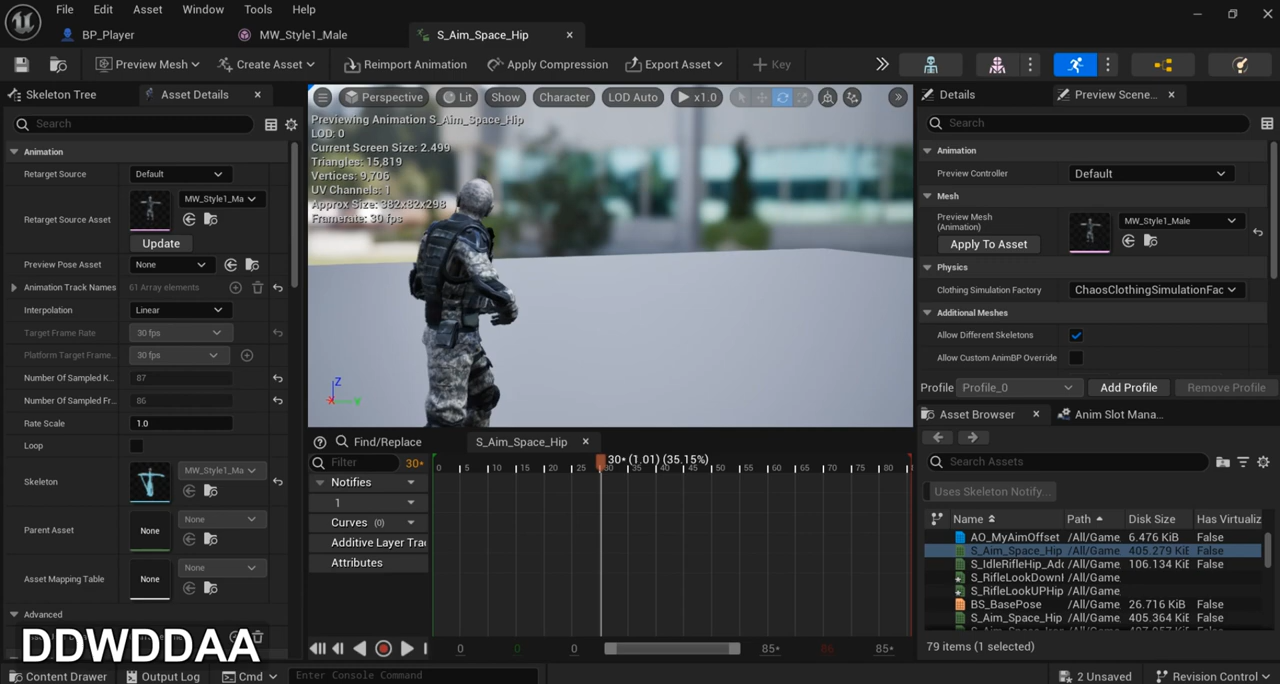 File Edit Asset Window Tools Help
BP_Player MW_Style1_Male S_Aim_Space_Hip
Preview Mesh Create Asset Reimport Animation Apply Compression Export Asset Key
Skeleton Tree Asset Details
Search
Animation
Retarget Source Default
Retarget Source Asset MW_Style1_Ma
Update
Preview Pose Asset None
Animation Track Names 61 Array elements
Interpolation Linear
Target Frame Rate 30 fps
Platform Target Frame... 30 fps
Number Of Sampled K... 87
Number Of Sampled Fr... 86
Rate Scale 1.0
Loop
Skeleton MW_Style1_Ma
Parent Asset None None
Asset Mapping Table None None
Advanced
DDWDDAA
Perspective Lit Show Character LOD Auto x1.0
Previewing Animation S_Aim_Space_Hip
LOD: 0
Current Screen Size: 2.499
Triangles: 15,819
Vertices: 9,706
UV Channels: 1
Approx Size: 382x82x298
Framerate: 30 fps
Z
Y
Find/Replace S_Aim_Space_Hip
Filter 30*
30* (1.01) (35.15%)
0 5 10 15 20 25 30 35 40 45 50 55 60 65 70 75 80
Notifies
1
Curves (0)
Additive Layer Trac
Attributes
0 0 0 85* 86 85*
Details Preview Scene...
Search
Animation
Preview Controller Default
Mesh
Preview Mesh
(Animation)
MW_Style1_Male
Apply To Asset
Physics
Clothing Simulation Factory ChaosClothingSimulationFac
Additional Meshes
Allow Different Skeletons
Allow Custom AnimBP Override
Profile Profile_0 Add Profile Remove Profile
Asset Browser Anim Slot Mana...
Search Assets
Uses Skeleton Notify...
Name Path Disk Size Has Virtualiz
AO_MyAimOffset /All/Game 6.476 KiB False
S_Aim_Space_Hip /All/Game 405.279 KiB False
S_IdleRifleHip_Add /All/Game 106.134 KiB False
S_RifleLookDownH /All/Game
S_RifleLookUPHip /All/Game
BS_BasePose /All/Game 26.716 KiB False
S_Aim_Space_Hip /All/Game 405.364 KiB False
79 items (1 selected)
Content Drawer Output Log Cmd Enter Console Command 2 Unsaved Revision Control